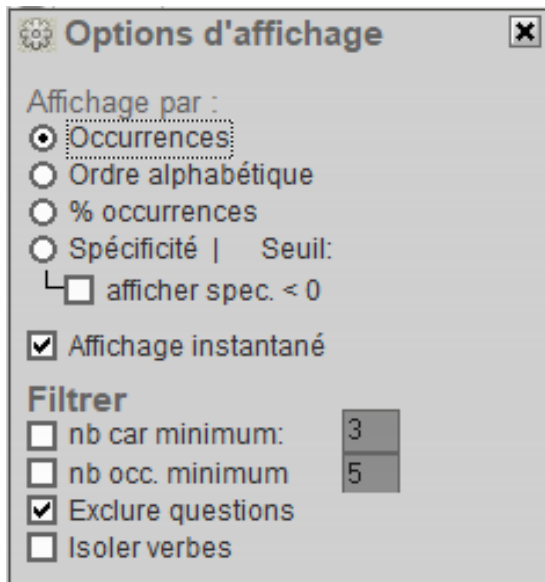 Options d'affichage
Affichage par :
Occurrences
Ordre alphabétique
% occurrences
Spécificité | Seuil:
afficher spec. < 0
Affichage instantané
Filtrer
nb car minimum: 3
nb occ. minimum 5
Exclure questions
Isoler verbes